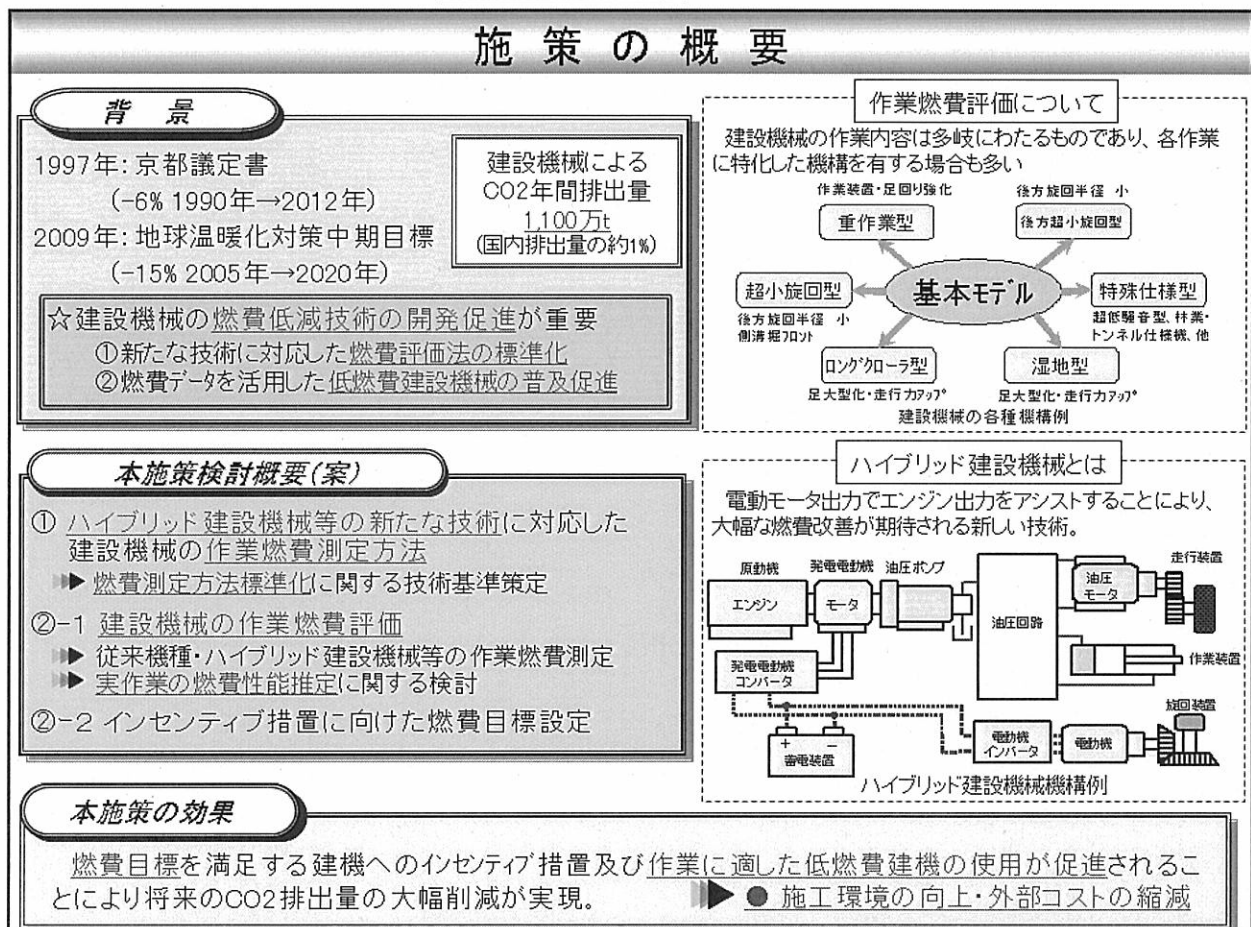 施策の概要
背 景
1997年：京都議定書
(-6% 1990年→2012年)
2009年：地球温暖化対策中期目標
(-15% 2005年→2020年)
建設機械による
CO2年間排出量
1,100万t
(国内排出量の約1%)
☆建設機械の燃費低減技術の開発促進が重要
①新たな技術に対応した燃費評価法の標準化
②燃費データを活用した低燃費建設機械の普及促進
作業燃費評価について
建設機械の作業内容は多岐にわたるものであり、各作業
に特化した機構を有する場合も多い
作業装置・足回り強化
重作業型
後方旋回半径 小
後方超小旋回型
超小旋回型
後方旋回半径 小
側溝掘フロント
基本モデル
特殊仕様型
超低騒音型、林業・
トンネル仕様機、他
ロングクローラ型
足大型化・走行力アップ
湿地型
足大型化・走行力アップ
建設機械の各種機構例
本施策検討概要(案)
① ハイブリッド建設機械等の新たな技術に対応した
建設機械の作業燃費測定方法
燃費測定方法標準化に関する技術基準策定
②-1 建設機械の作業燃費評価
従来機種・ハイブリッド建設機械等の作業燃費測定
実作業の燃費性能推定に関する検討
②-2 インセンティブ措置に向けた燃費目標設定
ハイブリッド建設機械とは
電動モータ出力でエンジン出力をアシストすることにより、
大幅な燃費改善が期待される新しい技術。
原動機
エンジン
発電電動機
モータ
油圧ポンプ
油圧回路
油圧
モータ
走行装置
作業装置
発電電動機
コンバータ
+ −
蓄電装置
電動機
インバータ
電動機
旋回装置
ハイブリッド建設機械機構例
本施策の効果
燃費目標を満足する建機へのインセンティブ措置及び作業に適した低燃費建機の使用が促進されるこ
とにより将来のCO2排出量の大幅削減が実現。
● 施工環境の向上・外部コストの縮減